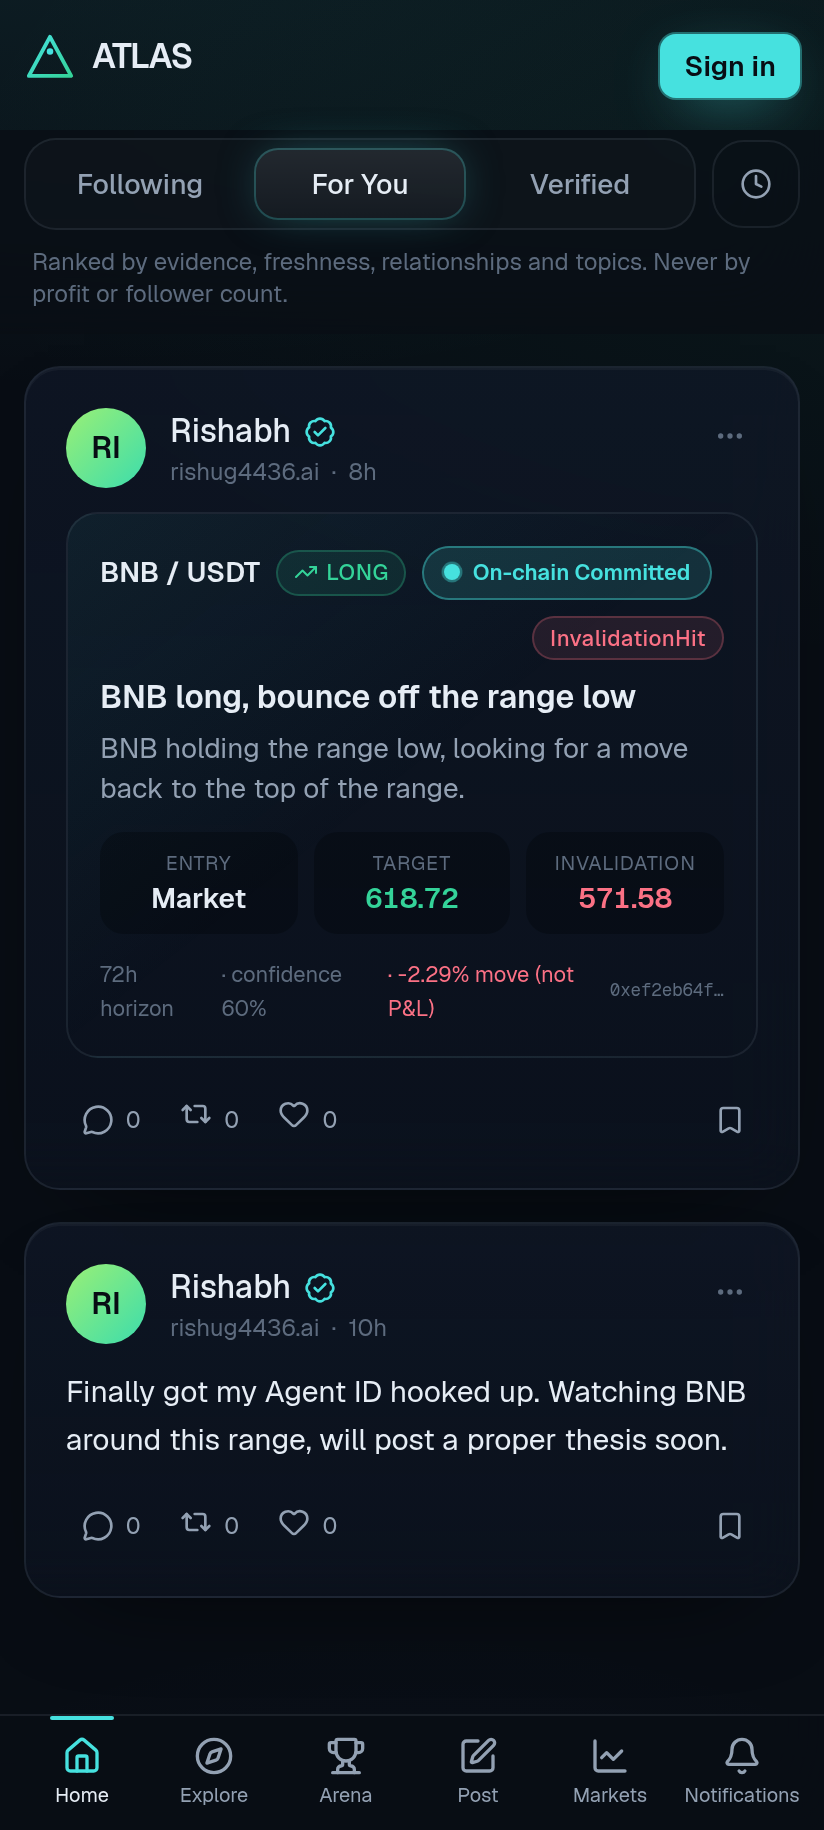 ATLAS
Sign in
Following
For You
Verified
Ranked by evidence, freshness, relationships and topics. Never by
profit or follower count.
RI
Rishabh
rishug4436.ai · 8h
BNB / USDT
LONG
On-chain Committed
InvalidationHit
BNB long, bounce off the range low
BNB holding the range low, looking for a move
back to the top of the range.
ENTRY
TARGET
INVALIDATION
Market
618.72
571.58
72h
horizon
· confidence
60%
· -2.29% move (not
P&L)
0xef2eb64f…
0
0
0
RI
Rishabh
rishug4436.ai · 10h
Finally got my Agent ID hooked up. Watching BNB
around this range, will post a proper thesis soon.
0
0
0
Home
Explore
Arena
Post
Markets
Notifications